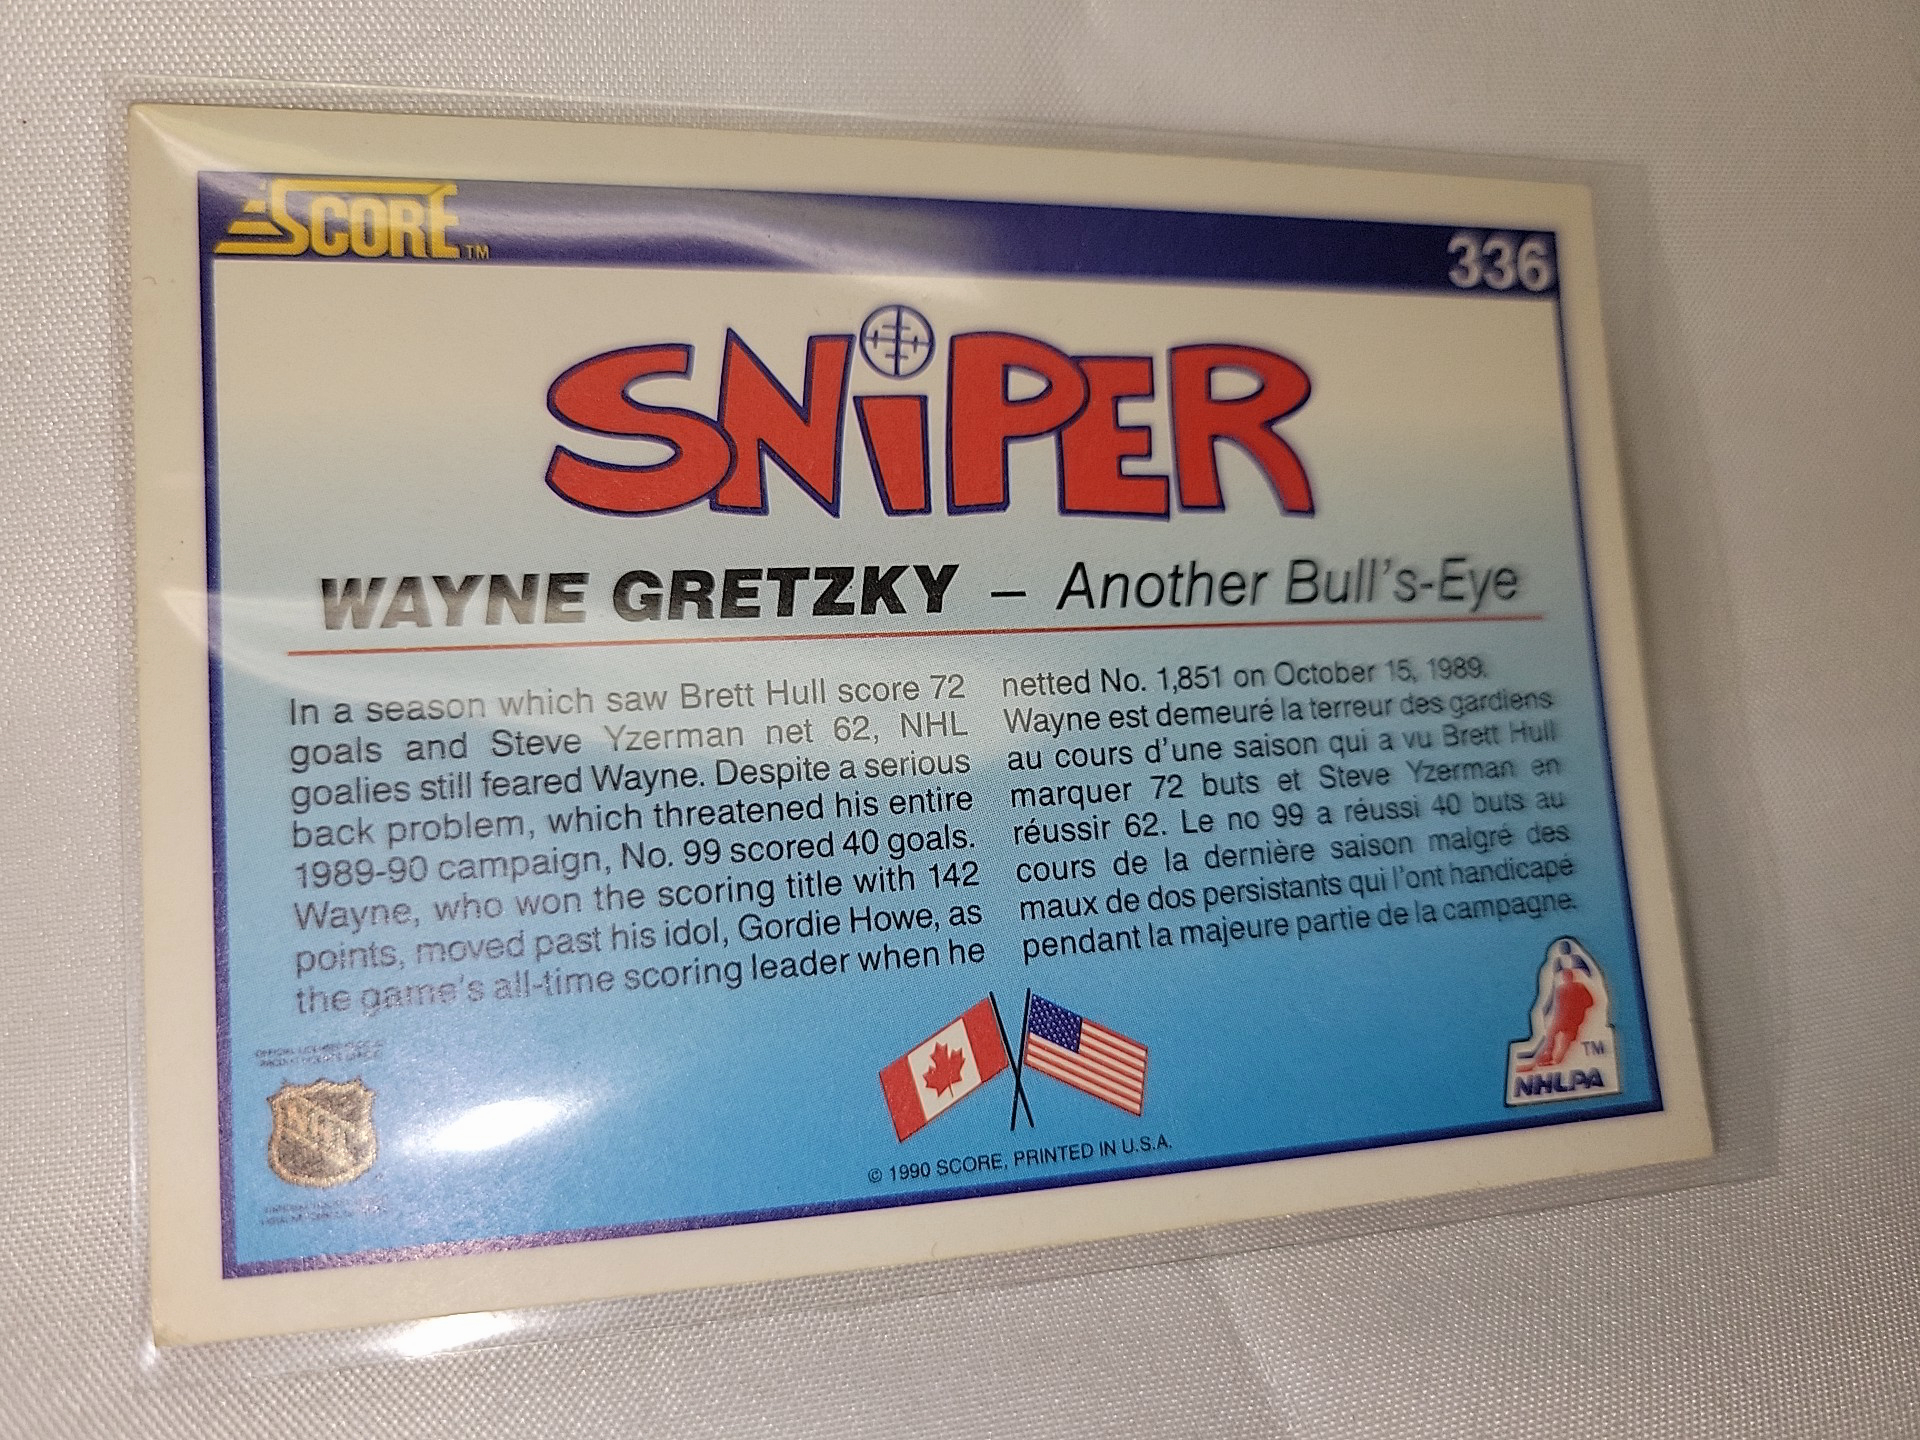 SCORE TM
336
SNiPER
WAYNE GRETZKY – Another Bull's-Eye
In a season which saw Brett Hull score 72
goals and Steve Yzerman net 62, NHL
goalies still feared Wayne. Despite a serious
back problem, which threatened his entire
1989-90 campaign, No. 99 scored 40 goals.
Wayne, who won the scoring title with 142
points, moved past his idol, Gordie Howe, as
the game's all-time scoring leader when he
netted No. 1,851 on October 15, 1989.
Wayne est demeuré la terreur des gardiens
au cours d'une saison qui a vu Brett Hull
marquer 72 buts et Steve Yzerman en
réussir 62. Le no 99 a réussi 40 buts au
cours de la dernière saison malgré des
maux de dos persistants qui l'ont handicapé
pendant la majeure partie de la campagne.
NHL
TM
NHLPA
© 1990 SCORE, PRINTED IN U.S.A.